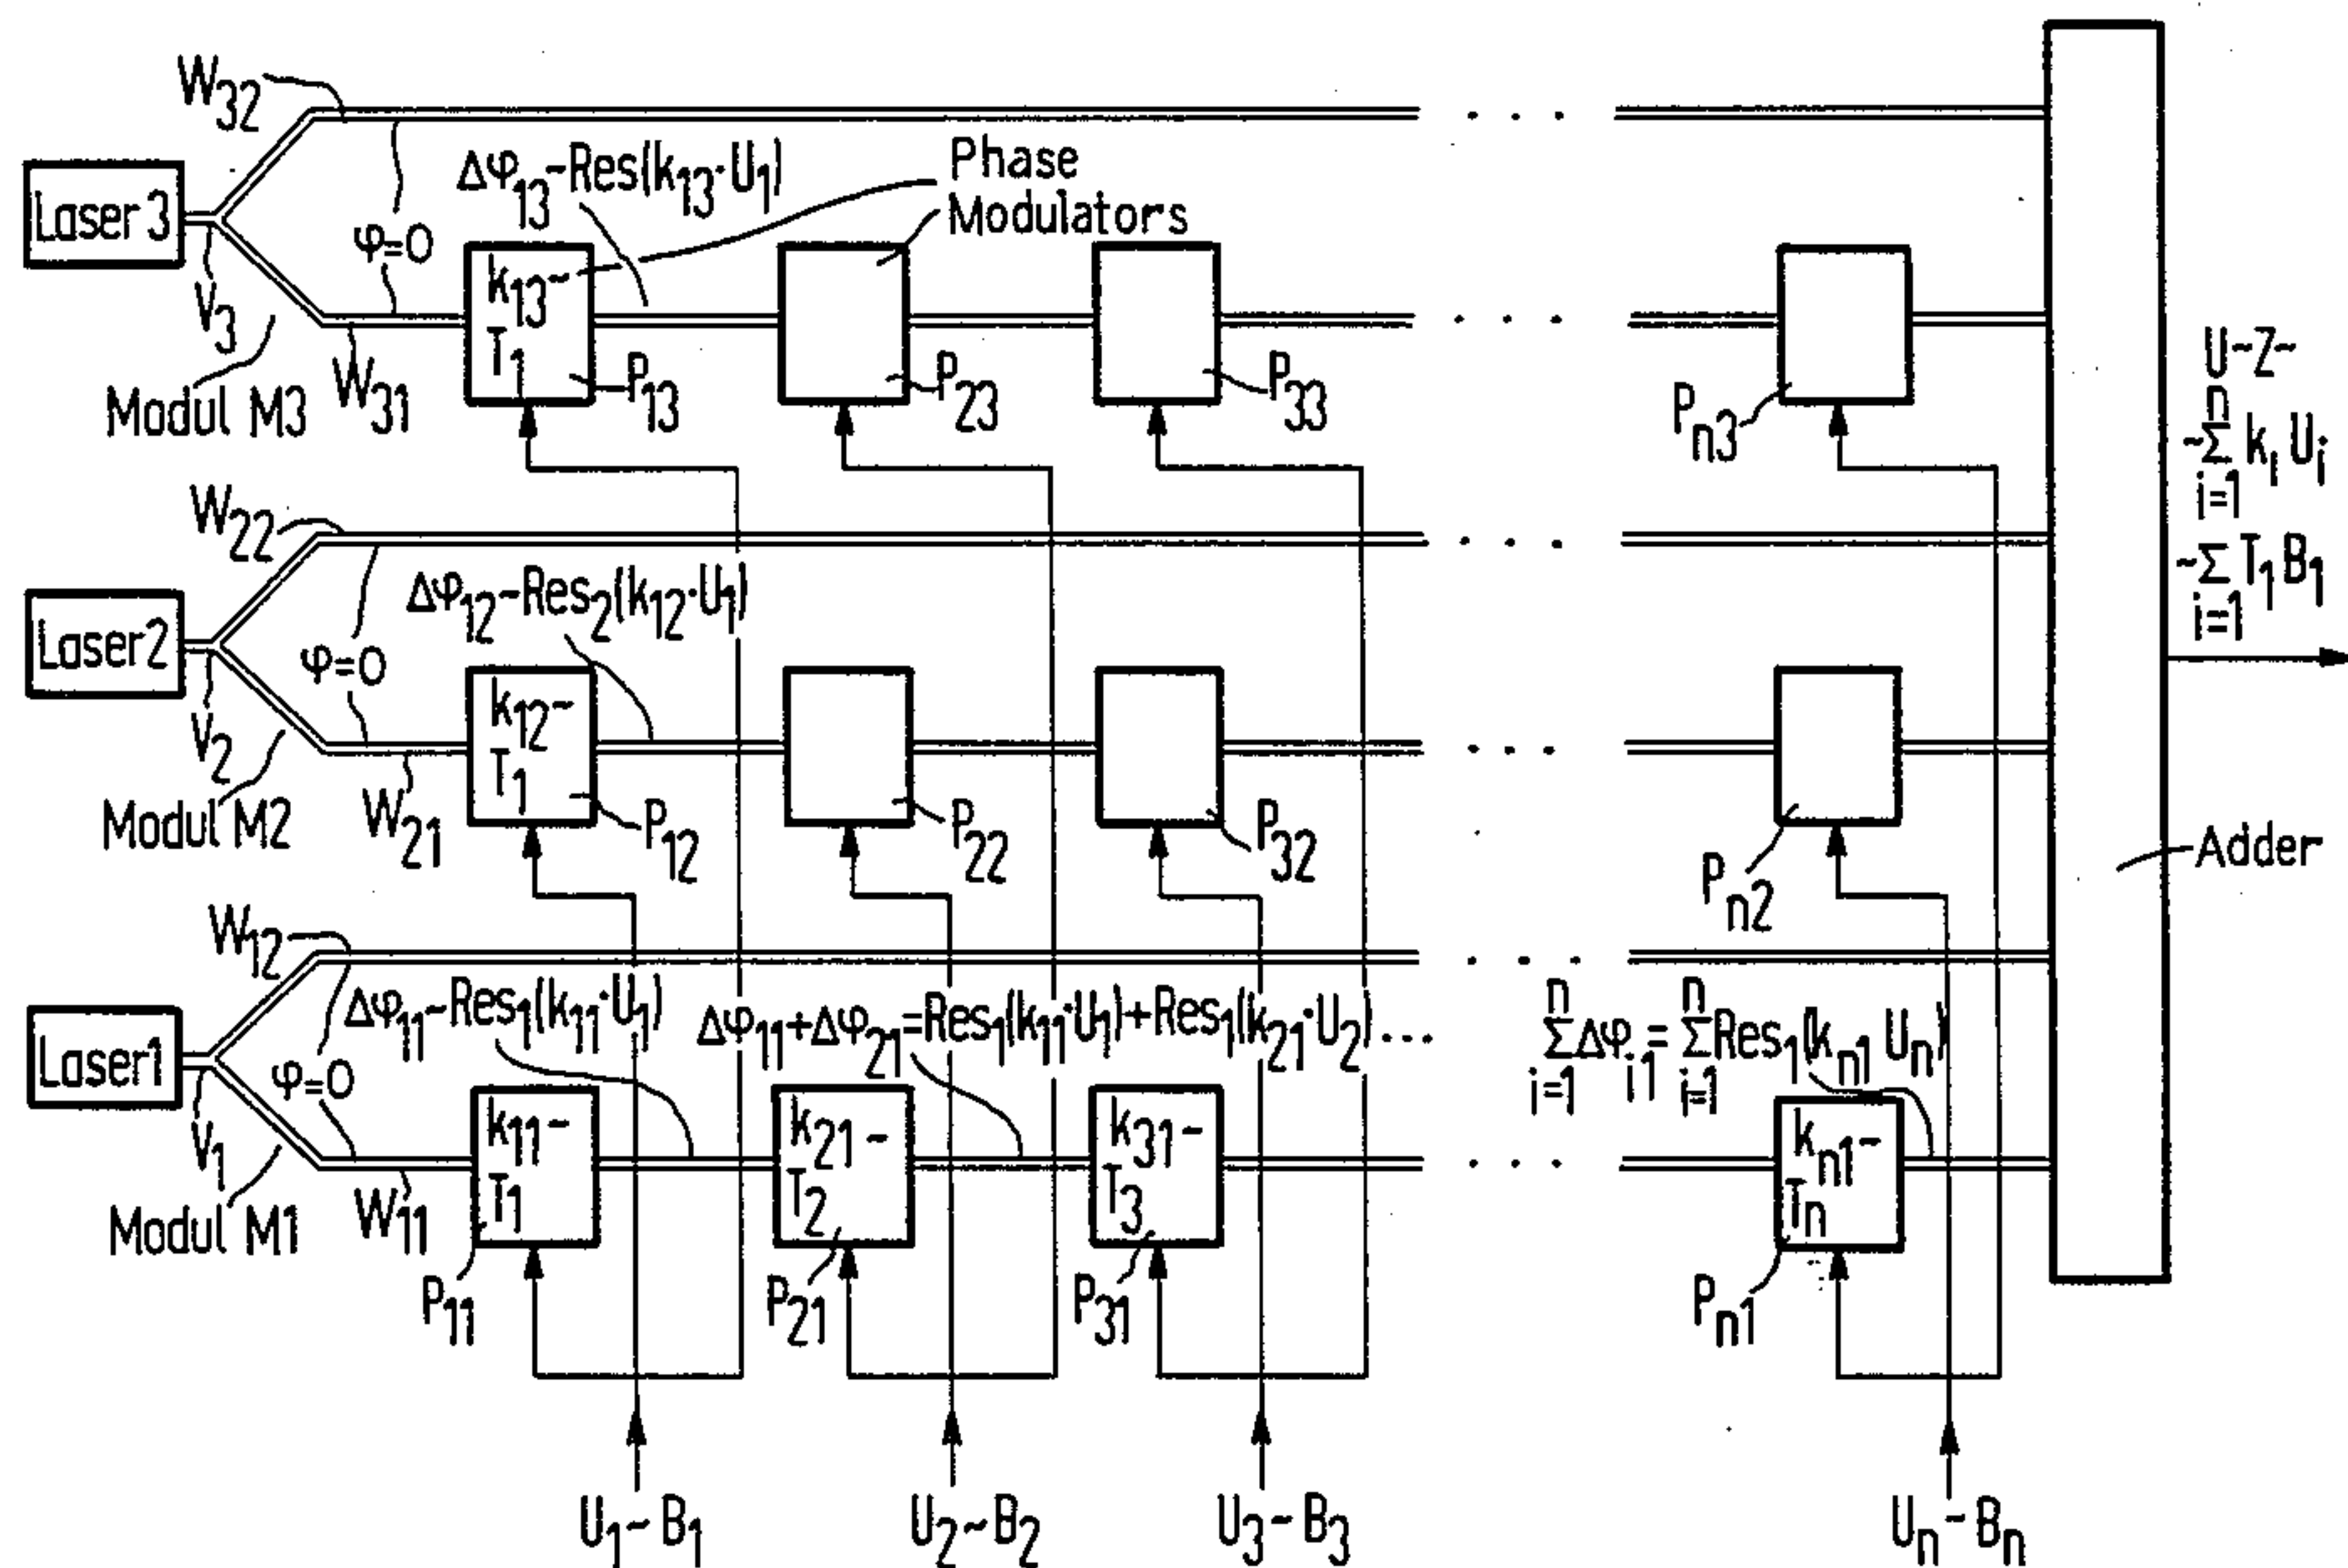 W32
Laser 3
φ=0
V3
Modul M3
W31
Δφ13~Res(k13·U1)
Phase
Modulators
k13~
T1
P13
P23
P33
Pn3
U~Z~
~∑ⁿᵢ₌₁ kᵢ Uᵢ
~∑ᵢ₌₁ T1 B1
W22
Laser2
φ=0
V2
Modul M2
W21
Δφ12~Res2(k12·U1)
k12~
T1
P12
P22
P32
Pn2
Adder
W12
Laser1
φ=0
V1
Modul M1
W11
Δφ11~Res1(k11·U1)
Δφ11+Δφ21=Res1(k11·U1)+Res1(k21·U2)...
∑ⁿᵢ₌₁ Δφi1 = ∑ⁿᵢ₌₁ Res1(kn1 Un)
k11~
T1
P11
k21~
T2
P21
k31~
T3
P31
kn1~
Tn
Pn1
U1~B1
U2~B2
U3~B3
Un~Bn